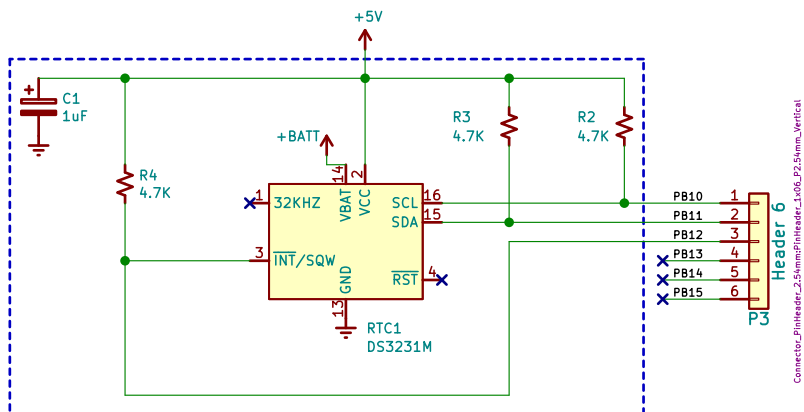 +5V
C1
1uF
R3
4.7K
R2
4.7K
+BATT
R4
4.7K
14
2
1
32KHZ
VBAT
VCC
SCL
16
SDA
15
3
INT/SQW
GND
RST
4
13
RTC1
DS3231M
PB10
1
PB11
2
PB12
3
PB13
4
PB14
5
PB15
6
Header 6
P3
Connector_PinHeader_2.54mm:PinHeader_1x06_P2.54mm_Vertical